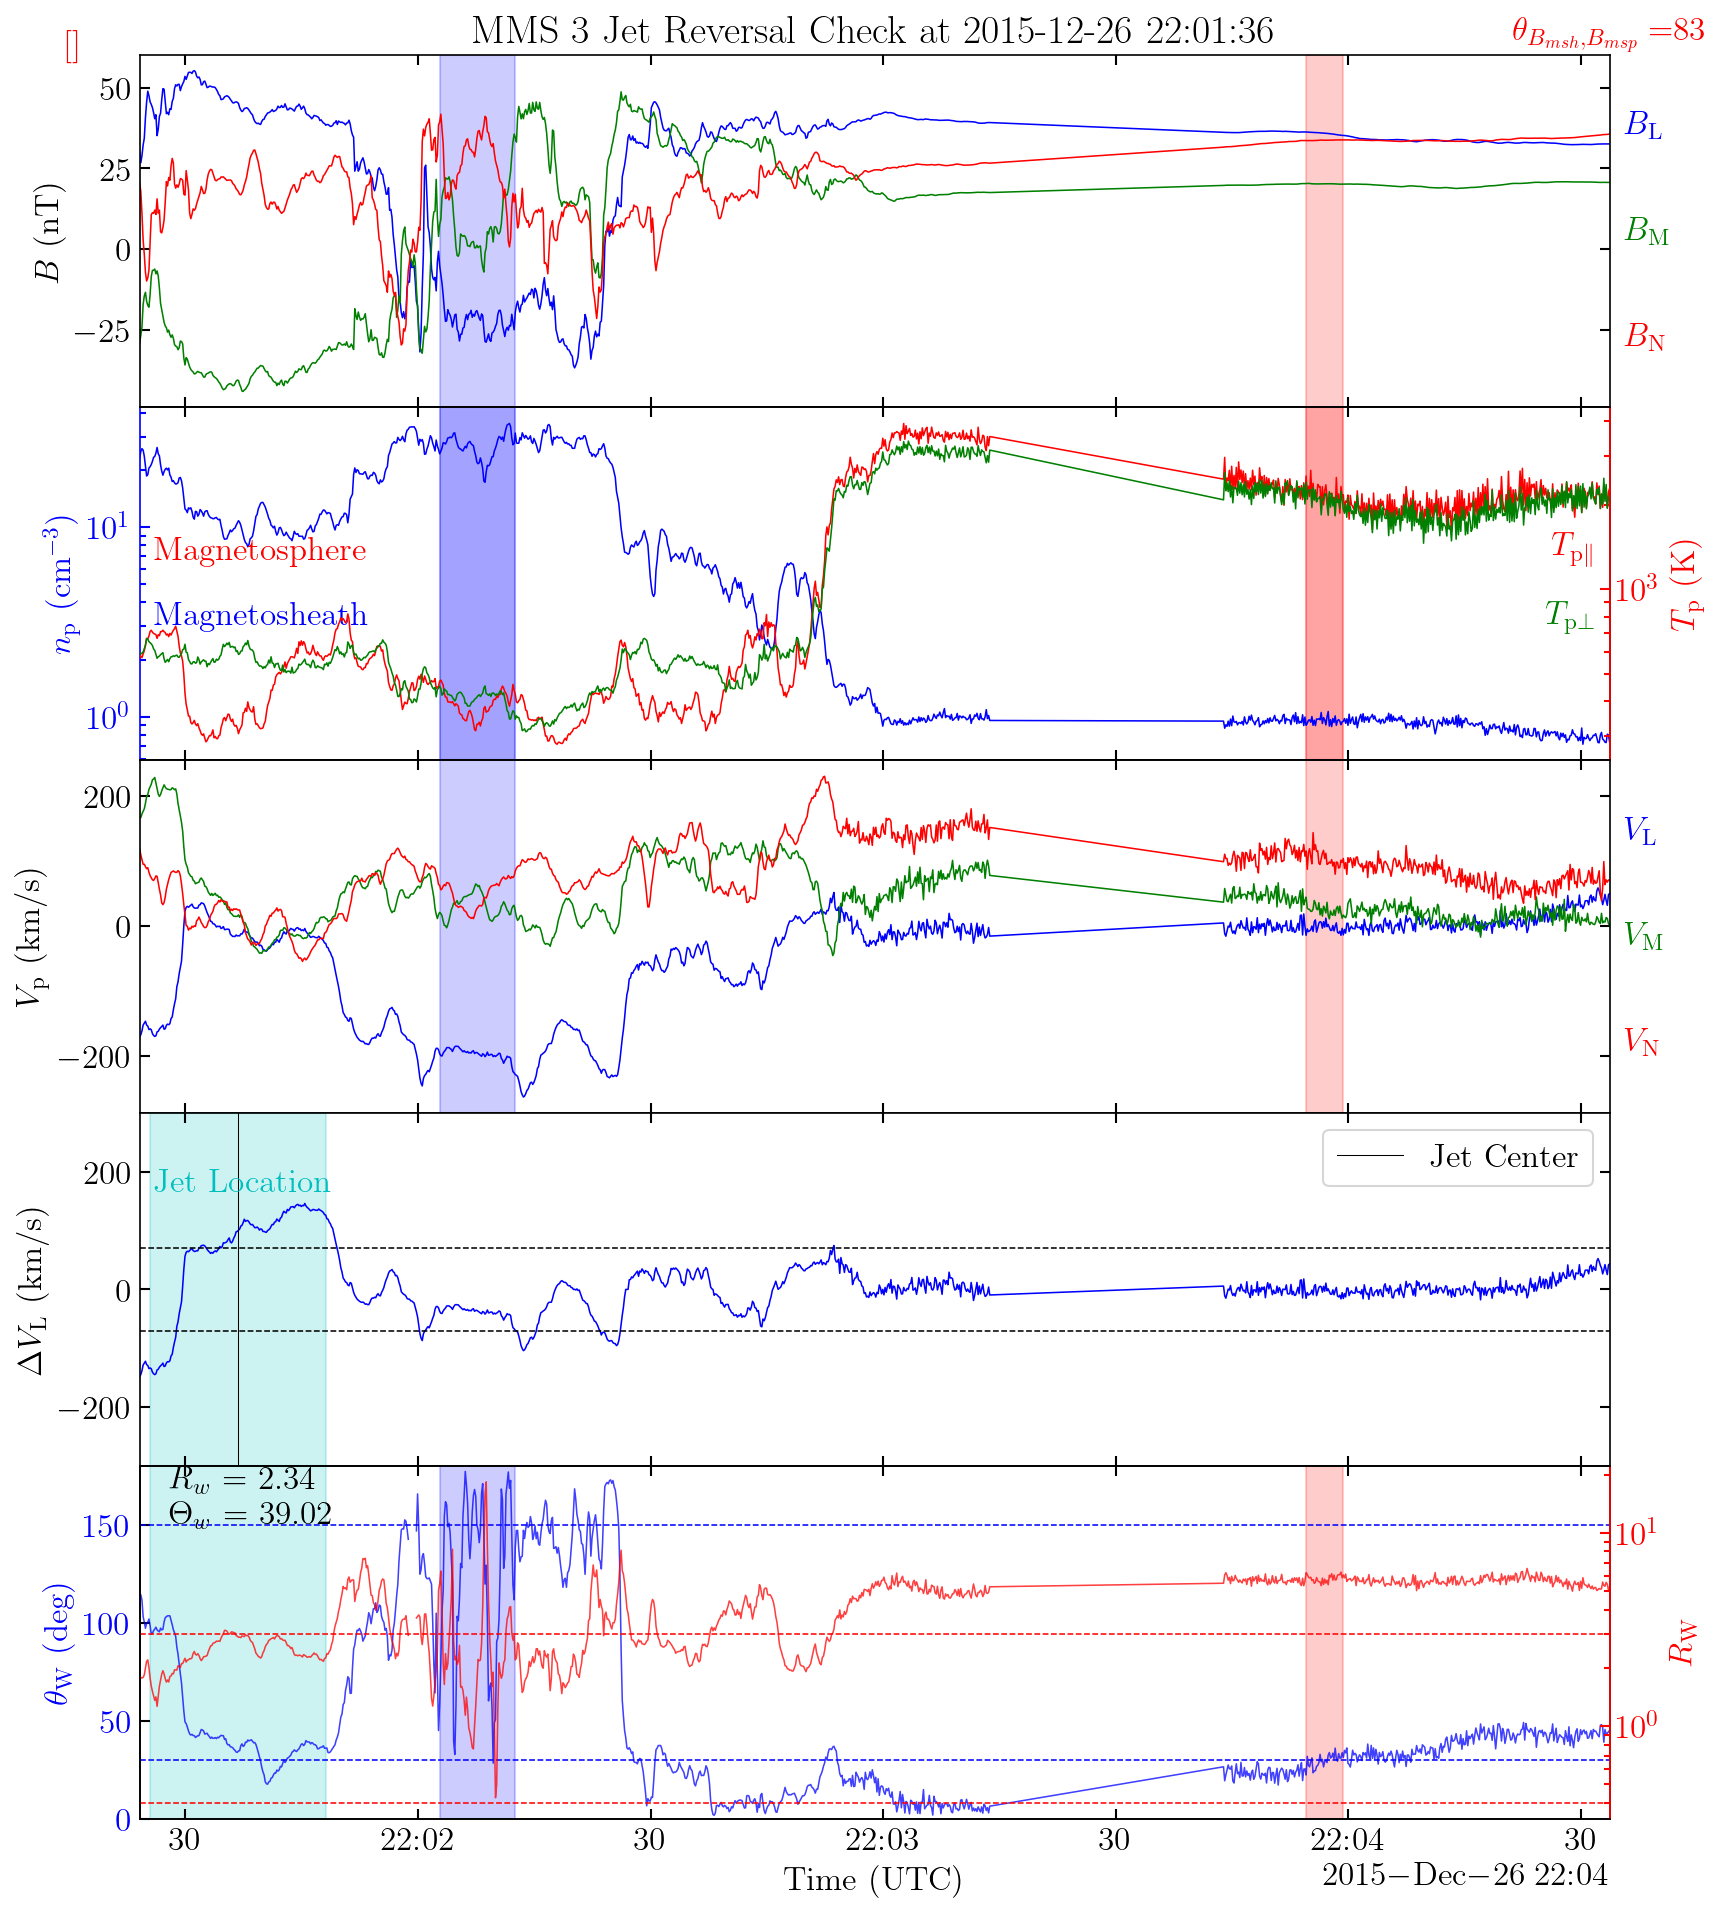 MMS 3 Jet Reversal Check at 2015-12-26 22:01:36
[]
θ_{B_{msh},B_{msp}} =83
50
25
0
−25
B (nT)
B_L
B_M
B_N
10^1
10^0
n_p (cm^{−3})
Magnetosphere
Magnetosheath
T_{p∥}
T_{p⊥}
10^3
T_p (K)
200
0
−200
V_p (km/s)
V_L
V_M
V_N
200
0
−200
ΔV_L (km/s)
Jet Location
Jet Center
R_w = 2.34
Θ_w = 39.02
150
100
50
0
θ_W (deg)
10^1
10^0
R_W
30 22:02 30 22:03 30 22:04 30
Time (UTC)
2015−Dec−26 22:04